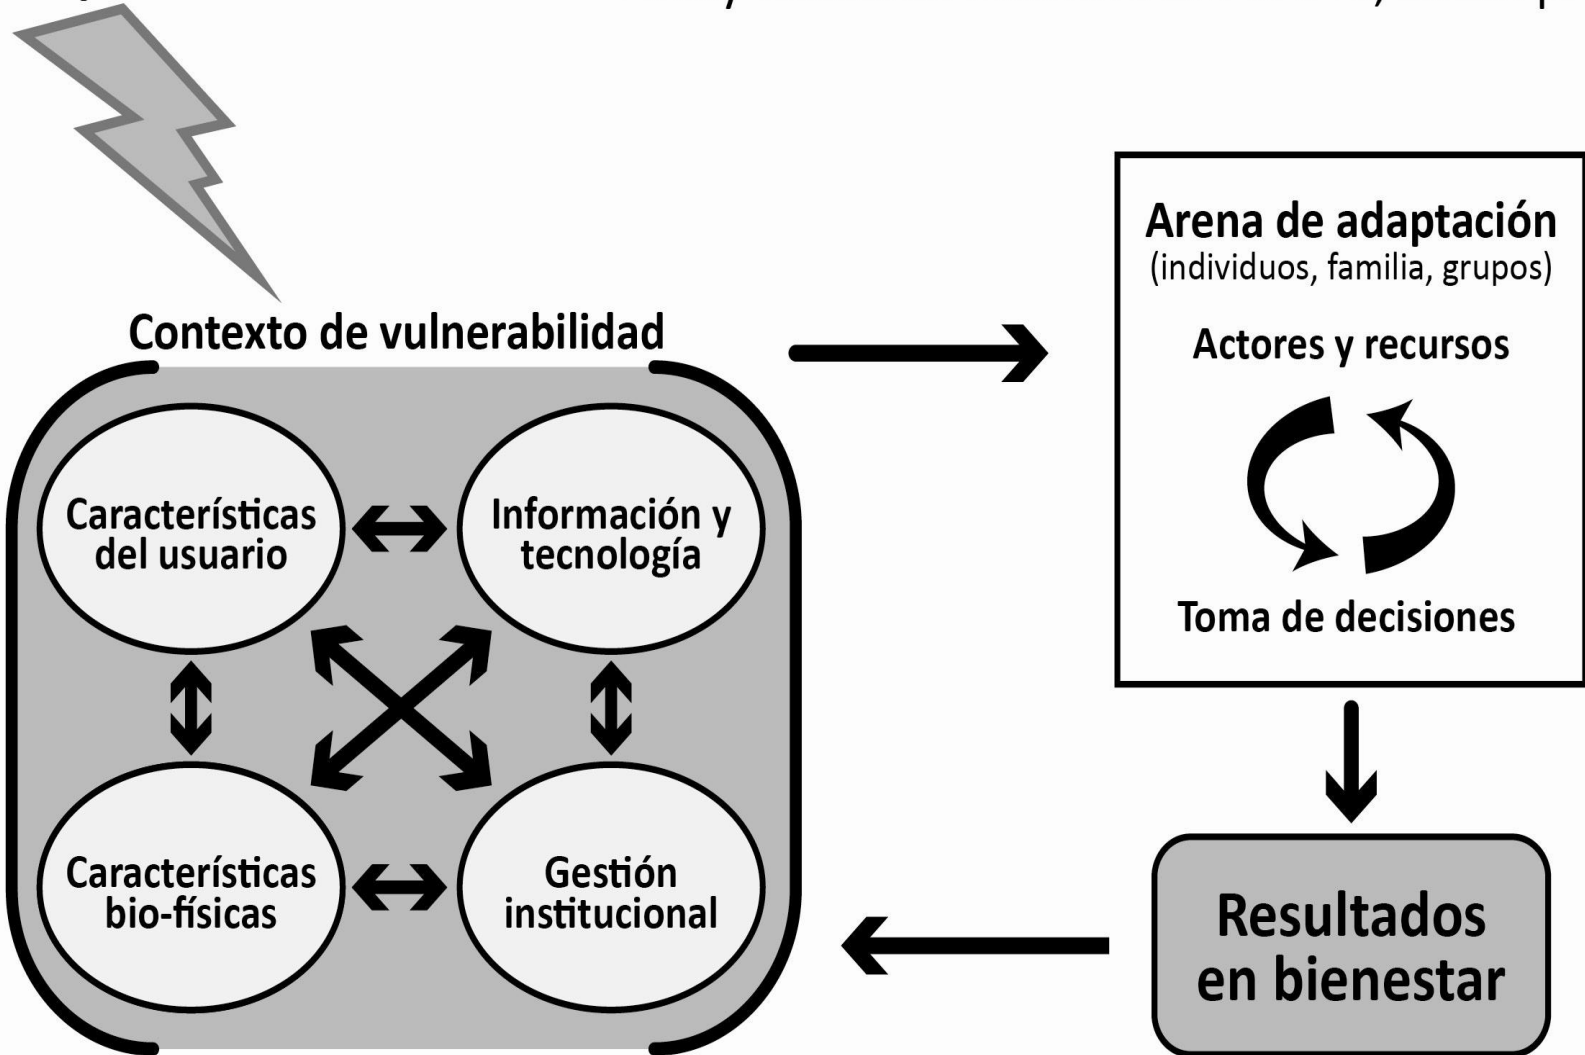 Contexto de vulnerabilidad
Características
del usuario
Información y
tecnología
Características
bio-físicas
Gestión
institucional
Arena de adaptación
(individuos, familia, grupos)
Actores y recursos
Toma de decisiones
Resultados
en bienestar